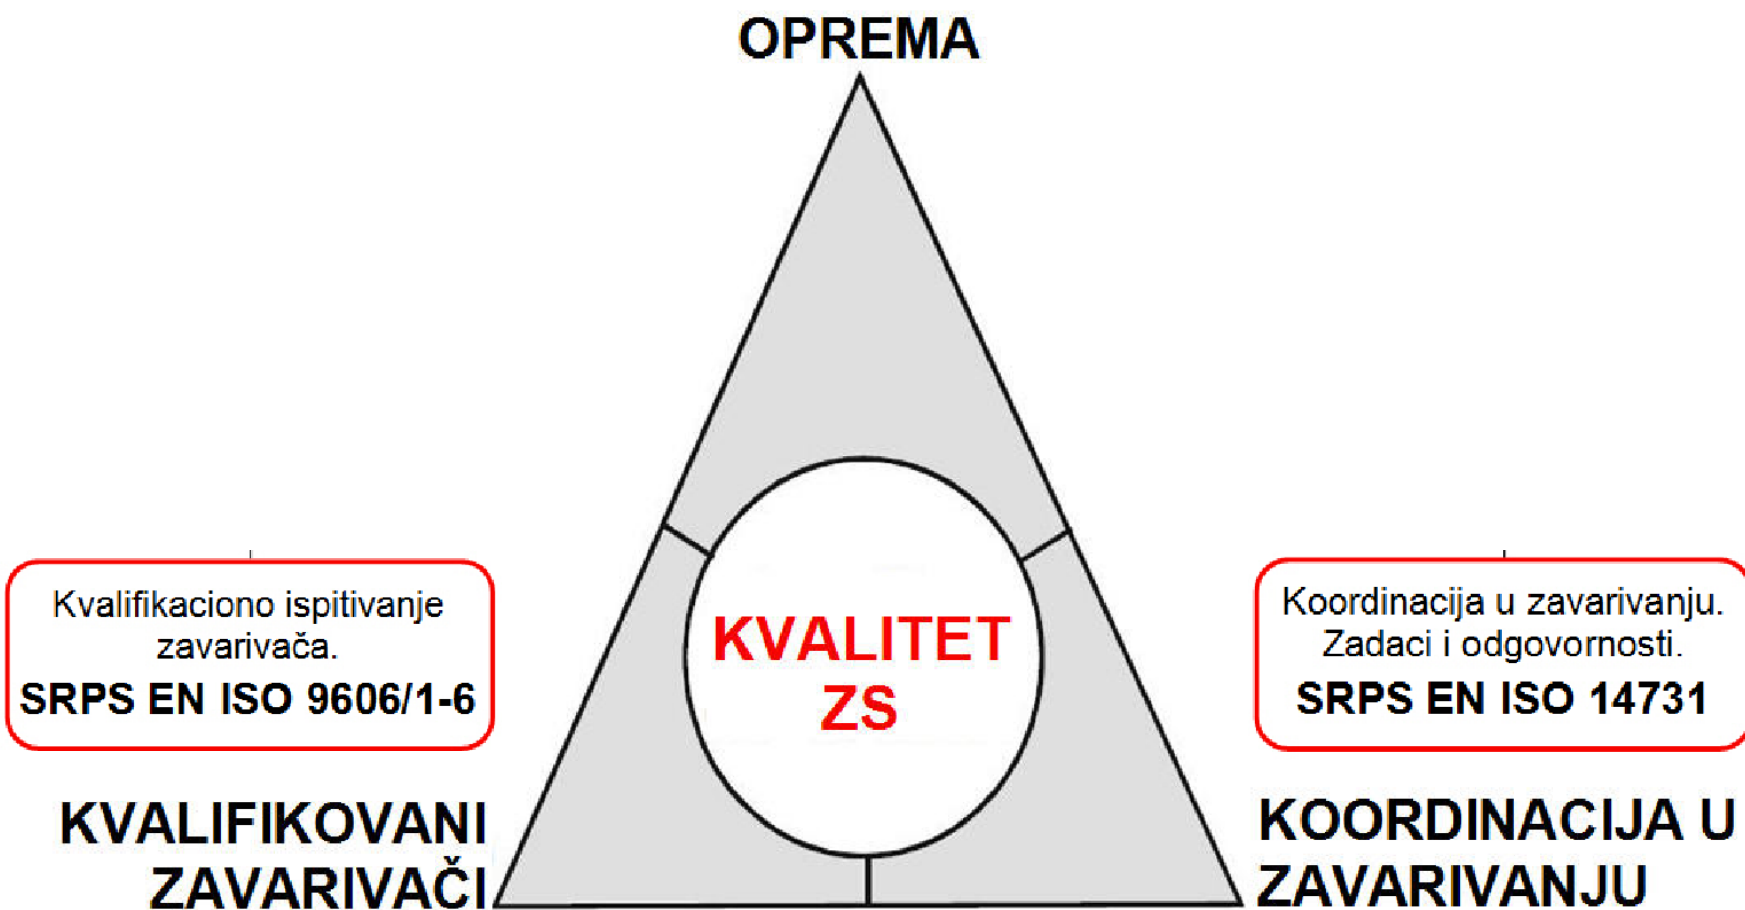 OPREMA
Kvalifikaciono ispitivanje
zavarivača.
SRPS EN ISO 9606/1-6
KVALITET
ZS
Koordinacija u zavarivanju.
Zadaci i odgovornosti.
SRPS EN ISO 14731
KVALIFIKOVANI
ZAVARIVAČI
KOORDINACIJA U
ZAVARIVANJU